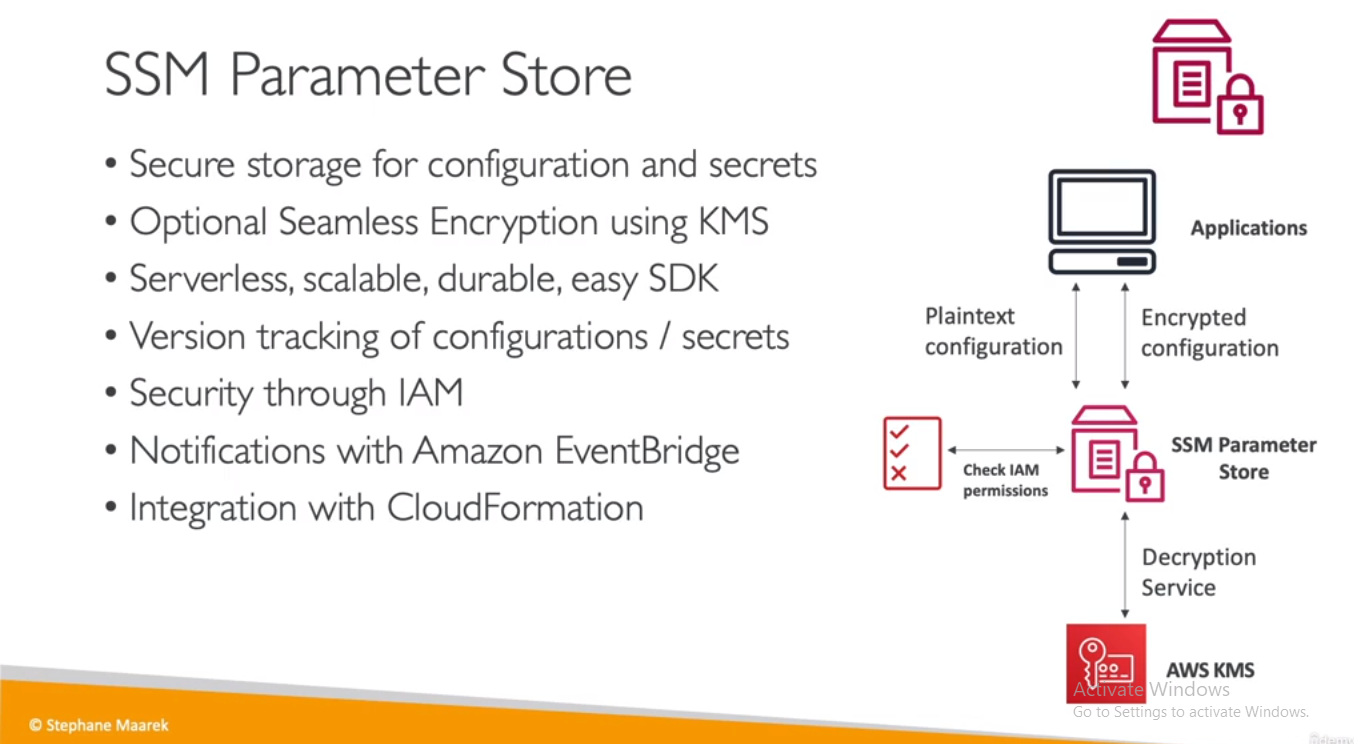 SSM Parameter Store
• Secure storage for configuration and secrets
• Optional Seamless Encryption using KMS
• Serverless, scalable, durable, easy SDK
• Version tracking of configurations / secrets
• Security through IAM
• Notifications with Amazon EventBridge
• Integration with CloudFormation
Applications
Plaintext
configuration
Encrypted
configuration
Check IAM
permissions
SSM Parameter
Store
Decryption
Service
AWS KMS
Activate Windows
Go to Settings to activate Windows.
© Stephane Maarek